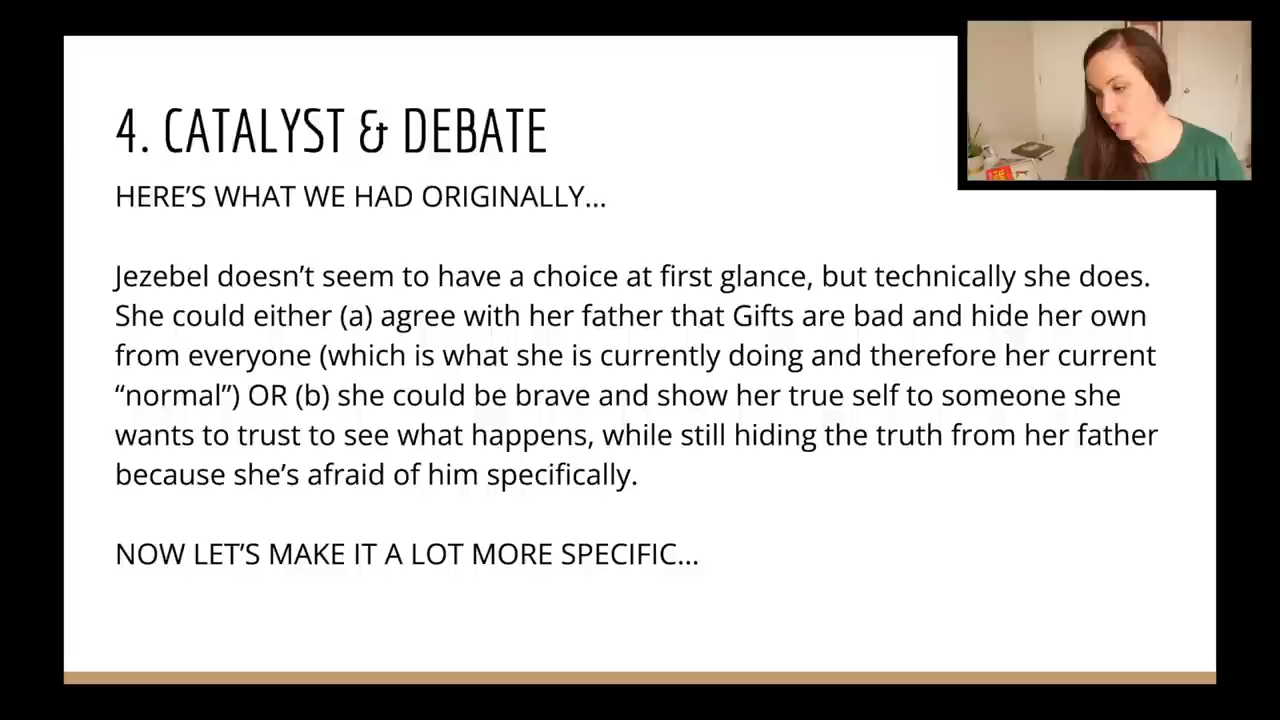 4. CATALYST & DEBATE
HERE’S WHAT WE HAD ORIGINALLY…
Jezebel doesn’t seem to have a choice at first glance, but technically she does.
She could either (a) agree with her father that Gifts are bad and hide her own
from everyone (which is what she is currently doing and therefore her current
“normal”) OR (b) she could be brave and show her true self to someone she
wants to trust to see what happens, while still hiding the truth from her father
because she’s afraid of him specifically.
NOW LET’S MAKE IT A LOT MORE SPECIFIC…